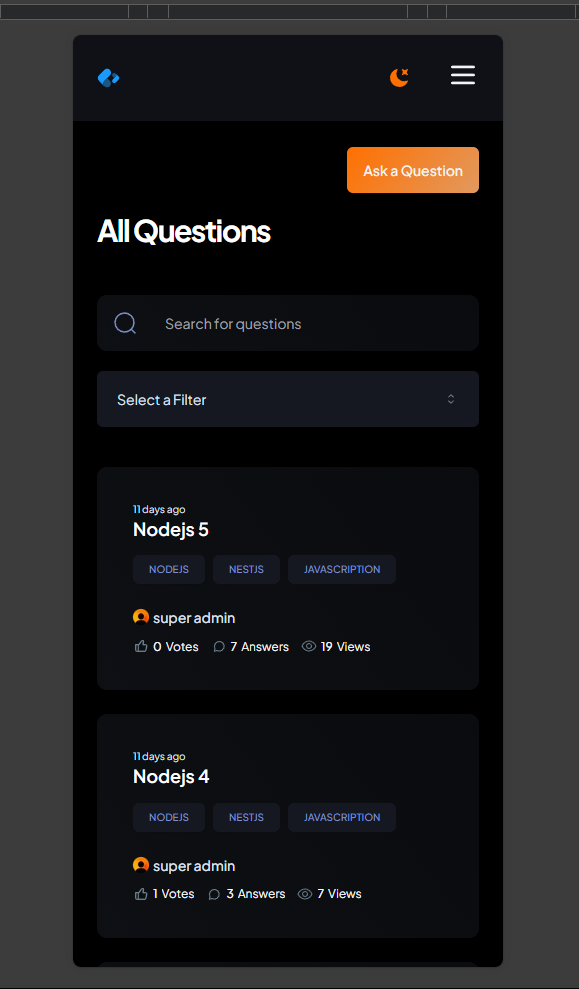 Ask a Question
All Questions
Search for questions
Select a Filter
11 days ago
Nodejs 5
NODEJS NESTJS JAVASCRIPTION
super admin
0 Votes 7 Answers 19 Views
11 days ago
Nodejs 4
NODEJS NESTJS JAVASCRIPTION
super admin
1 Votes 3 Answers 7 Views